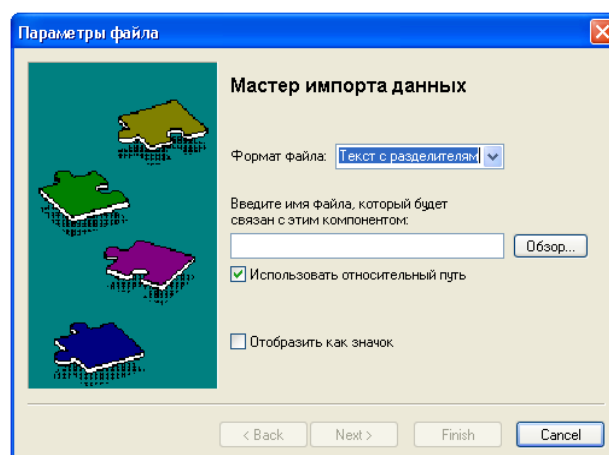 Параметры файла
Мастер импорта данных
Формат файла: Текст с разделителям
Введите имя файла, который будет
связан с этим компонентом:
Обзор...
Использовать относительный путь
Отобразить как значок
< Back Next > Finish Cancel